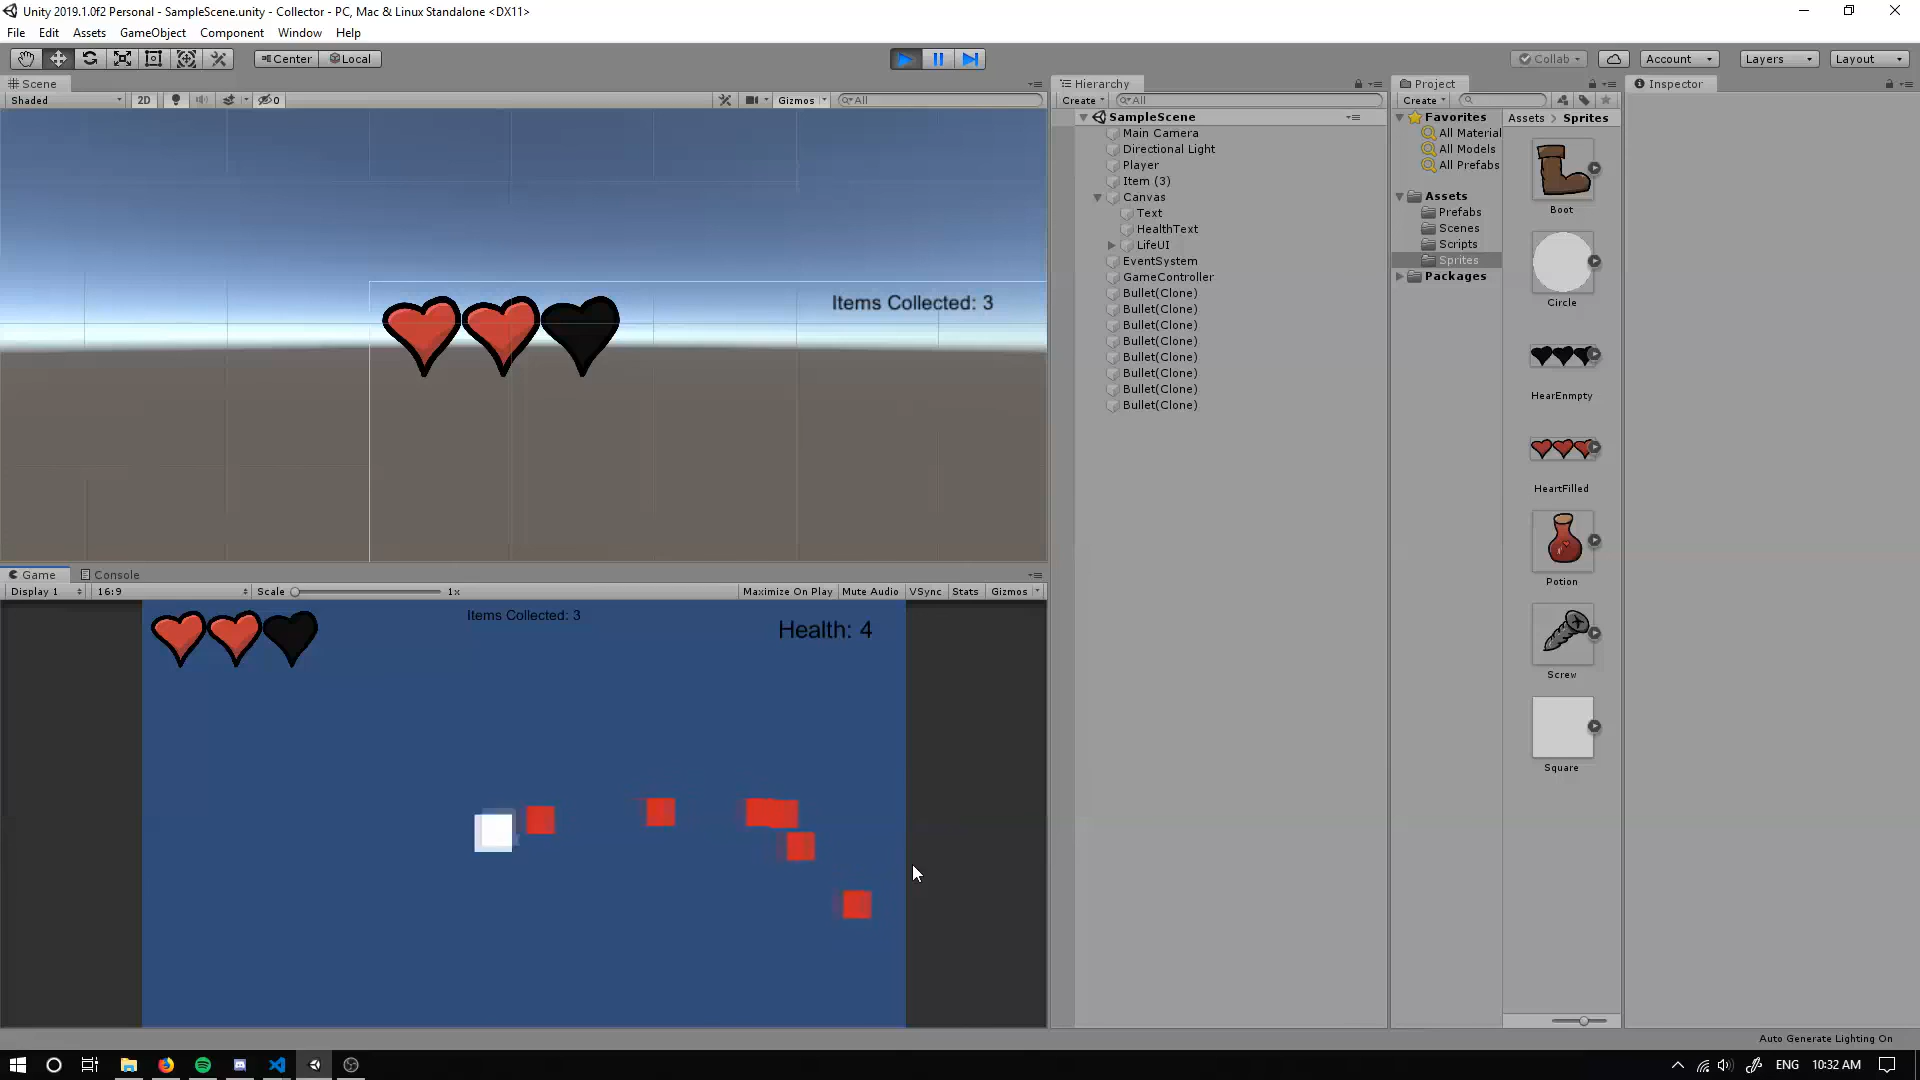 Unity 2019.1.0f2 Personal - SampleScene.unity - Collector - PC, Mac & Linux Standalone <DX11>
File Edit Assets GameObject Component Window Help
Center Local Collab Account Layers Layout
Scene
Shaded 2D 0 Gizmos All
Items Collected: 3
Game Console
Display 1 16:9 Scale 1x Maximize On Play Mute Audio VSync Stats Gizmos
Items Collected: 3
Health: 4
Hierarchy
Create All
SampleScene
Main Camera
Directional Light
Player
Item (3)
Canvas
Text
HealthText
LifeUI
EventSystem
GameController
Bullet(Clone)
Bullet(Clone)
Bullet(Clone)
Bullet(Clone)
Bullet(Clone)
Bullet(Clone)
Bullet(Clone)
Bullet(Clone)
Project
Create
Favorites
All Material
All Models
All Prefabs
Assets
Prefabs
Scenes
Scripts
Sprites
Packages
Assets > Sprites
Boot
Circle
HearEnmpty
HeartFilled
Potion
Screw
Square
Inspector
Auto Generate Lighting On
ENG 10:32 AM